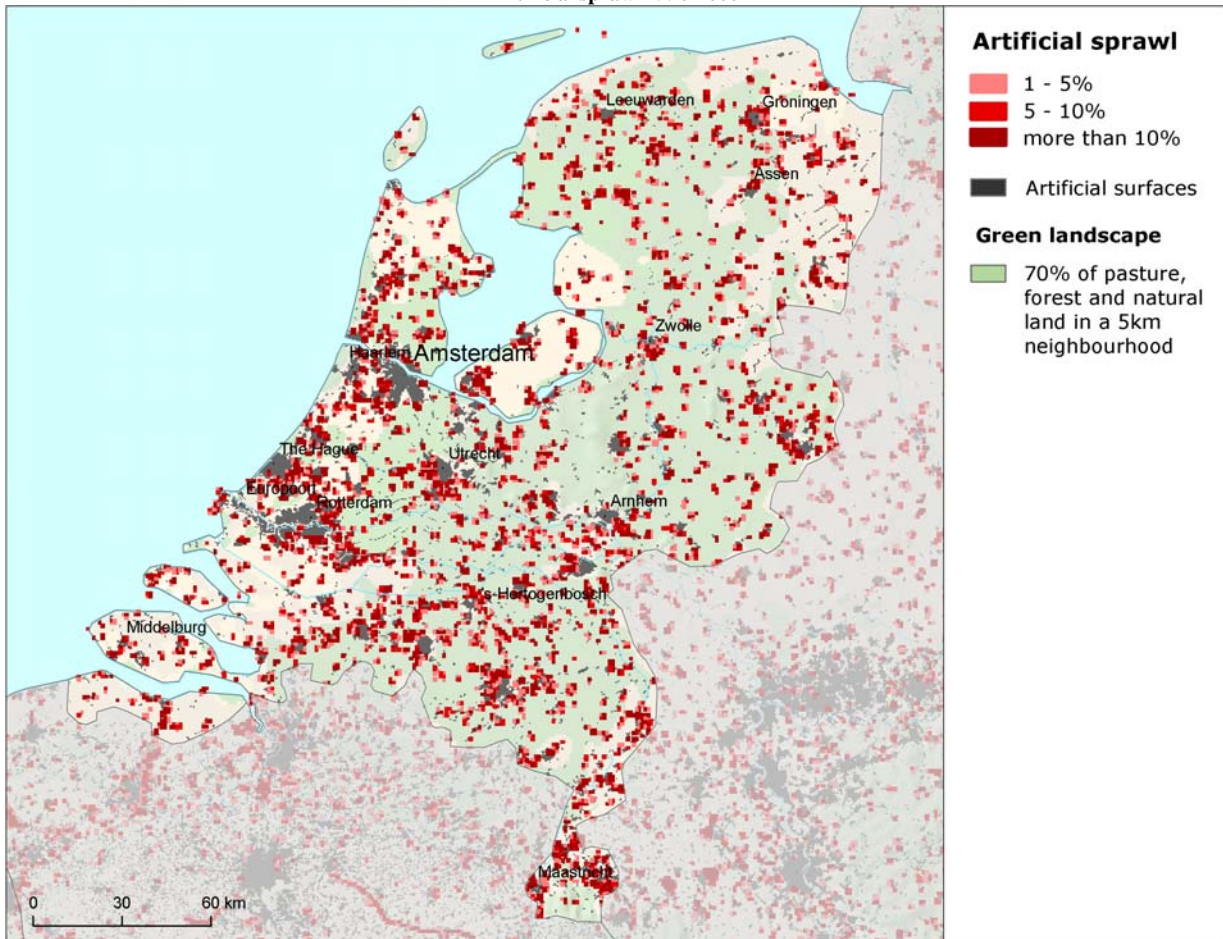 Artificial sprawl
1 - 5%
5 - 10%
more than 10%
Artificial surfaces
Green landscape
70% of pasture,
forest and natural
land in a 5km
neighbourhood
Leeuwarden
Groningen
Assen
Zwolle
Haarlem
Amsterdam
The Hague
Utrecht
Europoort
Rotterdam
Arnhem
's-Hertogenbosch
Middelburg
Maastricht
0 30 60 km